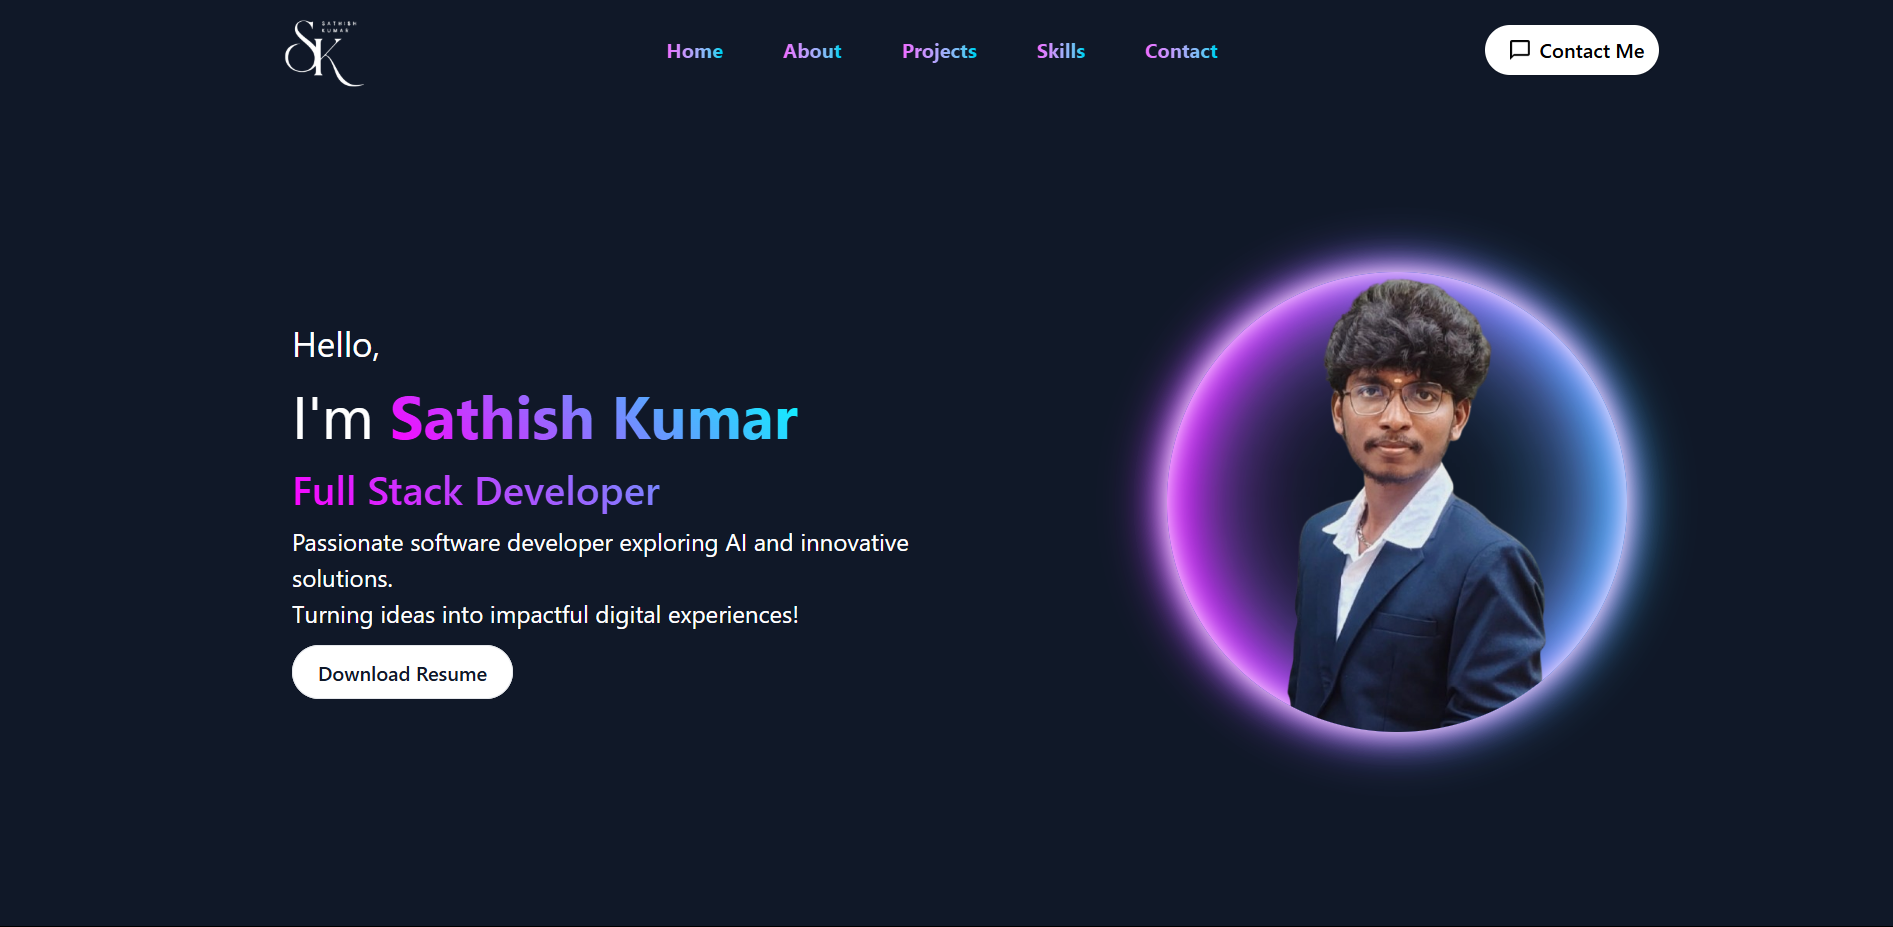 SATHISH
KUMAR
SK
Home About Projects Skills Contact
Contact Me
Hello,
I'm Sathish Kumar
Full Stack Developer
Passionate software developer exploring AI and innovative
solutions.
Turning ideas into impactful digital experiences!
Download Resume